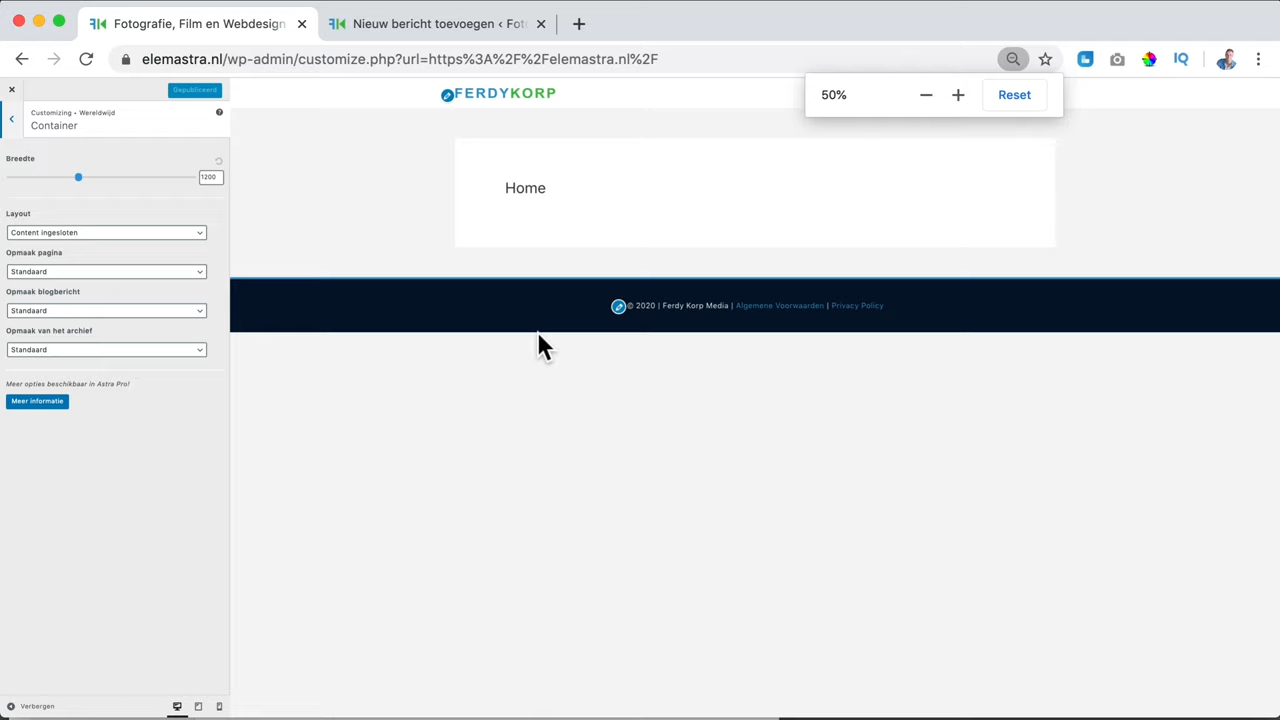 Fotografie, Film en Webdesign
Nieuw bericht toevoegen ‹ Foto
elemastra.nl/wp-admin/customize.php?url=https%3A%2F%2Felemastra.nl%2F
IQ
50%
Reset
Gepubliceerd
Customizing • Wereldwijd
Container
FERDYKORP
Breedte
1200
Home
Layout
Content ingesloten
Opmaak pagina
Standaard
Opmaak blogbericht
Standaard
© 2020 | Ferdy Korp Media | Algemene Voorwaarden | Privacy Policy
Opmaak van het archief
Standaard
Meer opties beschikbaar in Astra Pro!
Meer informatie
Verbergen